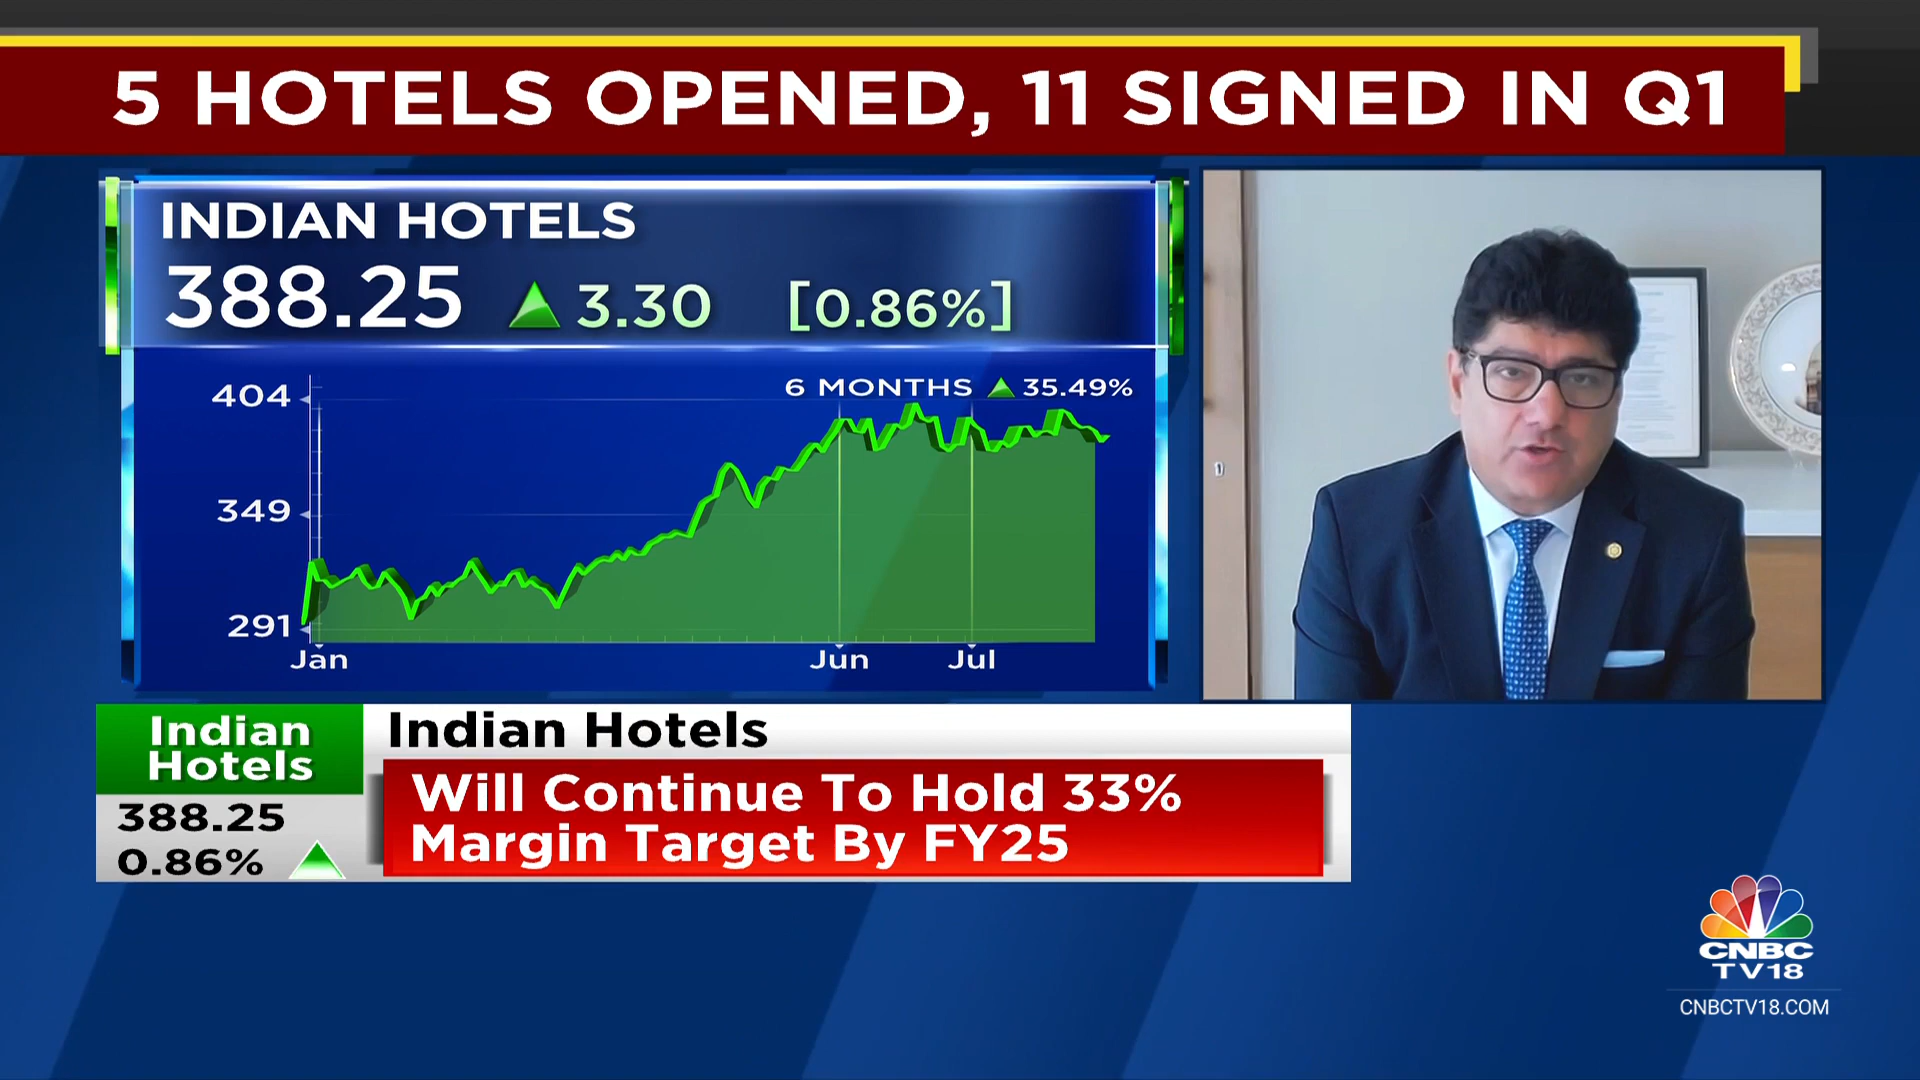 5 HOTELS OPENED, 11 SIGNED IN Q1
INDIAN HOTELS
388.25 ▲ 3.30 [0.86%]
6 MONTHS ▲ 35.49%
404
349
291
Jan Jun Jul
Indian
Hotels
388.25
0.86% ▲
Indian Hotels
Will Continue To Hold 33%
Margin Target By FY25
CNBC
TV18
CNBCTV18.COM